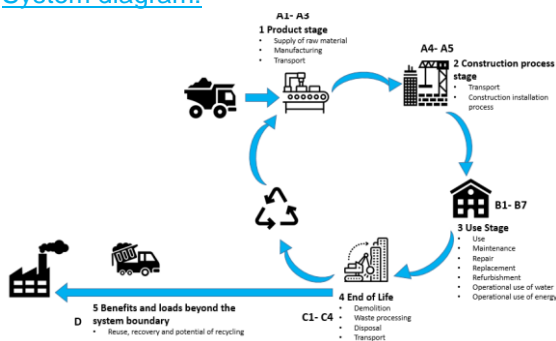 System diagram:
A1- A3
1 Product stage
• Supply of raw material
• Manufacturing
• Transport
A4- A5
2 Construction process
stage
• Transport
• Construction installation
process
B1- B7
3 Use Stage
• Use
• Maintenance
• Repair
• Replacement
• Refurbishment
• Operational use of water
• Operational use of energy
4 End of Life
C1- C4
• Demolition
• Waste processing
• Disposal
• Transport
5 Benefits and loads beyond the
D system boundary
• Reuse, recovery and potential of recycling